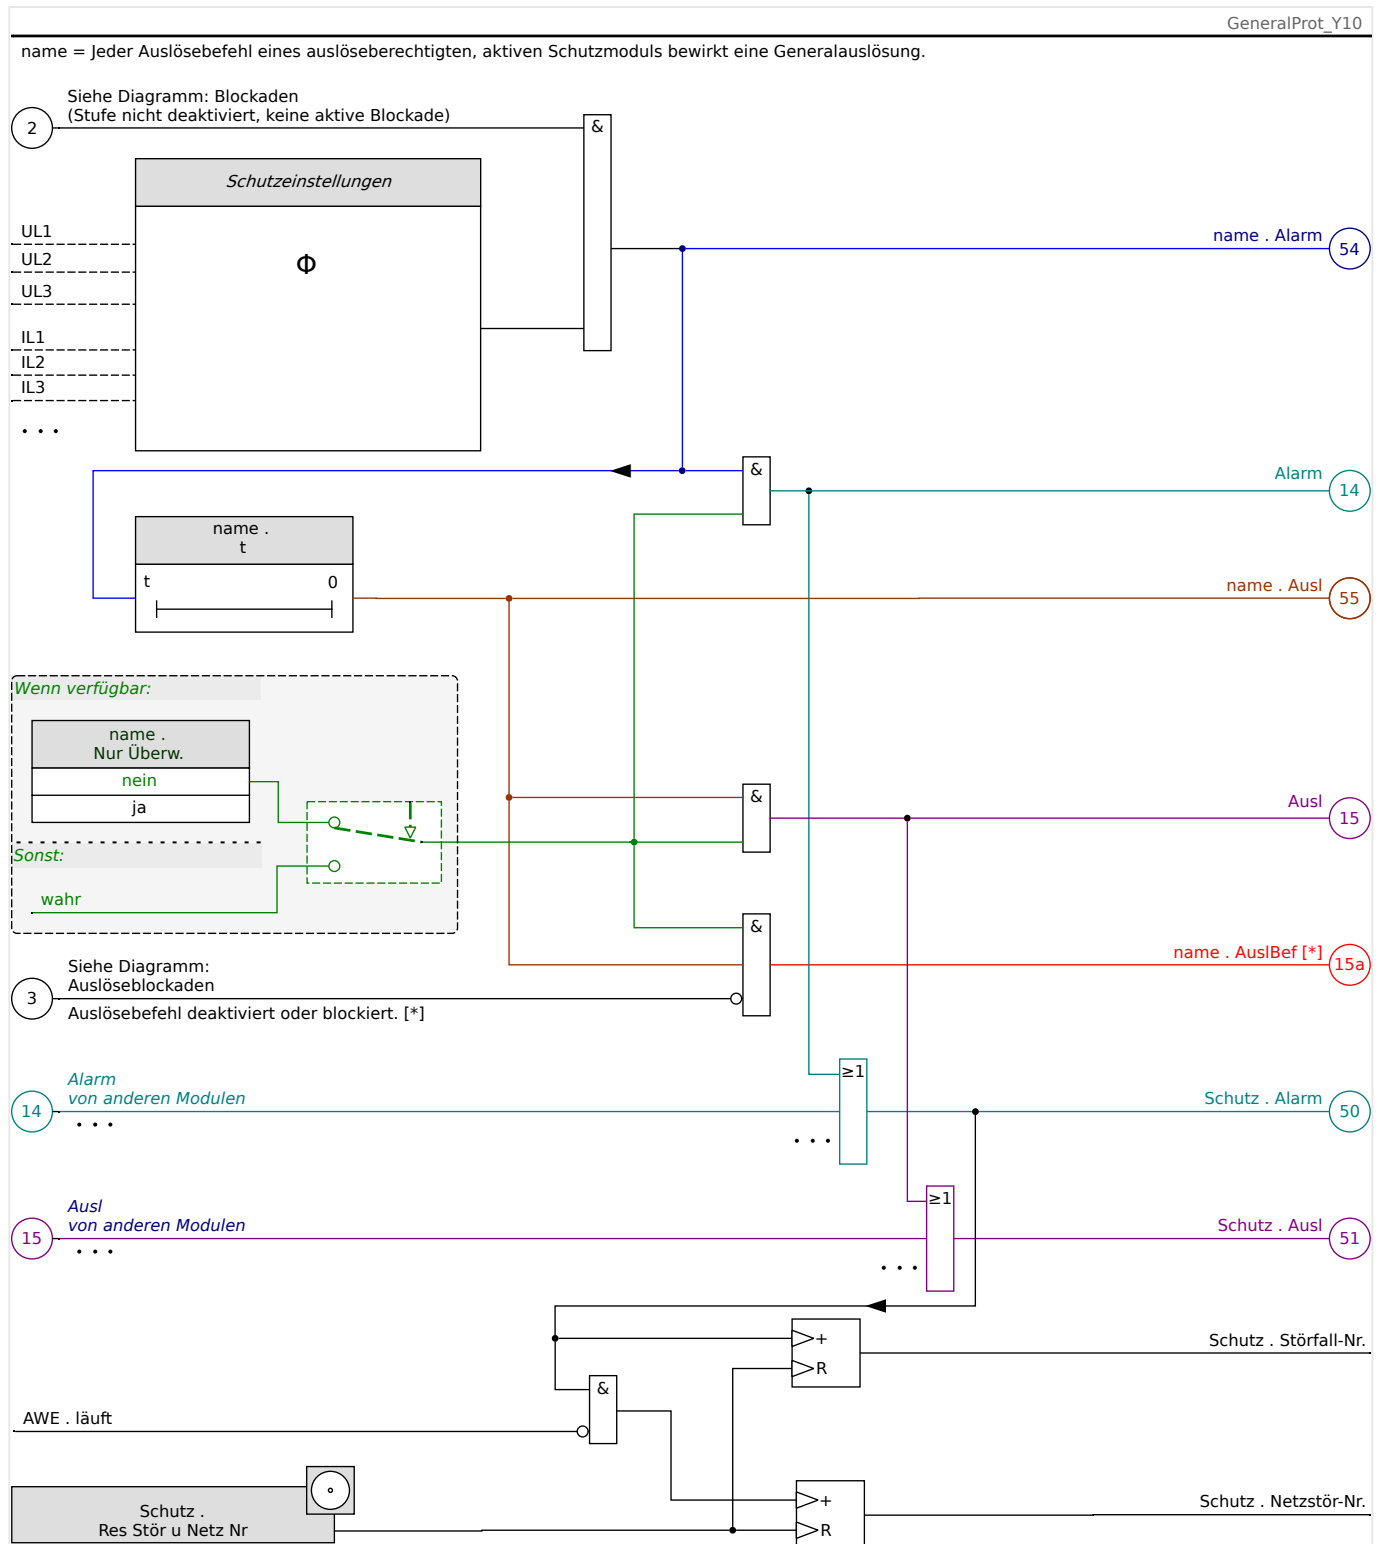 GeneralProt_Y10
name = Jeder Auslösebefehl eines auslöseberechtigten, aktiven Schutzmoduls bewirkt eine Generalauslösung.
Siehe Diagramm: Blockaden
(Stufe nicht deaktiviert, keine aktive Blockade)
2
&
Schutzeinstellungen
UL1
UL2
UL3
IL1
IL2
IL3
. . .
Φ
name . Alarm
54
&
Alarm
14
name .
t
t 0
name . Ausl
55
Wenn verfügbar:
name .
Nur Überw.
nein
ja
Sonst:
wahr
&
Ausl
15
&
name . AuslBef [*]
15a
Siehe Diagramm:
Auslöseblockaden
3
Auslösebefehl deaktiviert oder blockiert. [*]
≥1
Alarm
von anderen Modulen
14
. . .
. . .
Schutz . Alarm
50
≥1
Ausl
von anderen Modulen
15
. . .
. . .
Schutz . Ausl
51
+
R
Schutz . Störfall-Nr.
&
AWE . läuft
Schutz .
Res Stör u Netz Nr
+
R
Schutz . Netzstör-Nr.